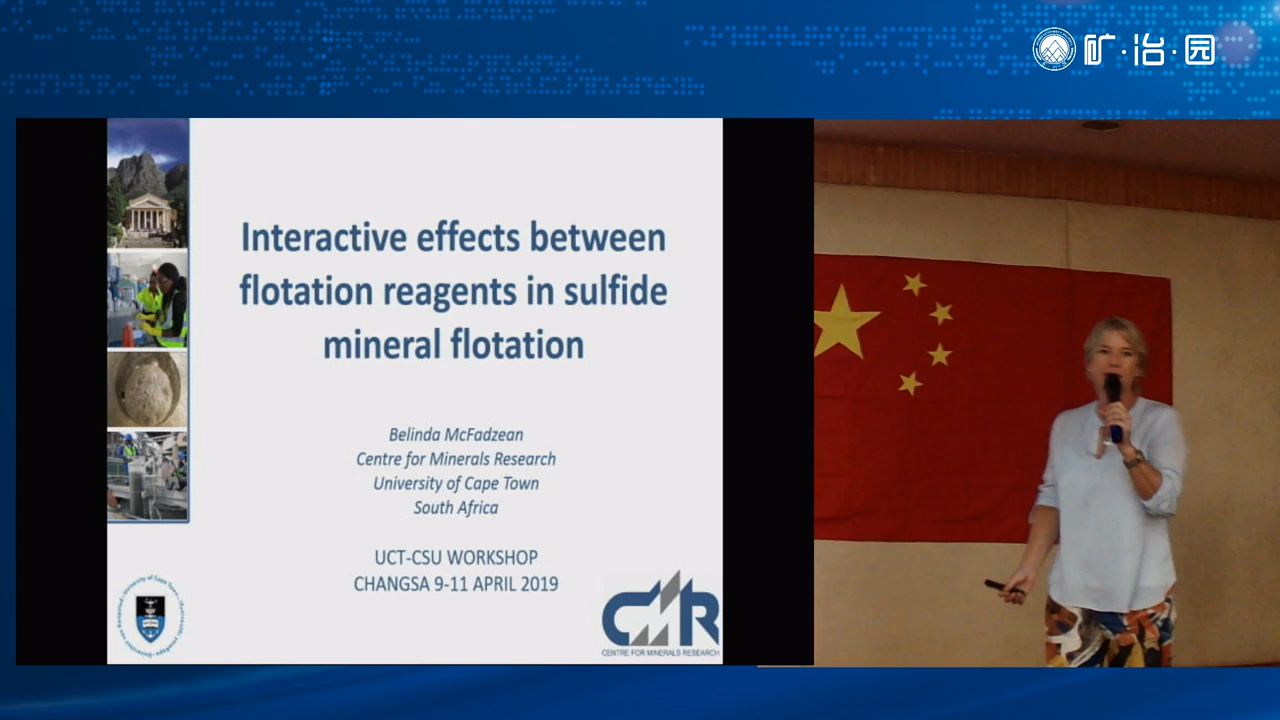 矿·冶·园
Interactive effects between
flotation reagents in sulfide
mineral flotation
Belinda McFadzean
Centre for Minerals Research
University of Cape Town
South Africa
UCT-CSU WORKSHOP
CHANGSA 9-11 APRIL 2019
CMR
CENTRE FOR MINERALS RESEARCH